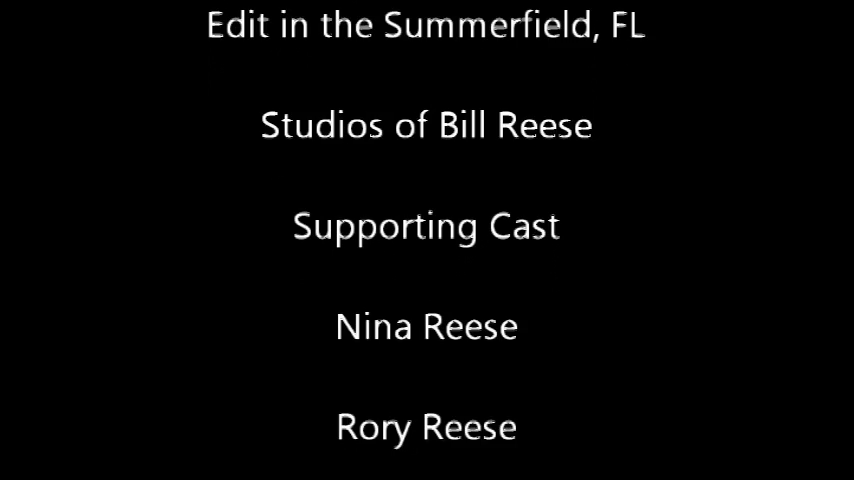 Edit in the Summerfield, FL
Studios of Bill Reese
Supporting Cast
Nina Reese
Rory Reese